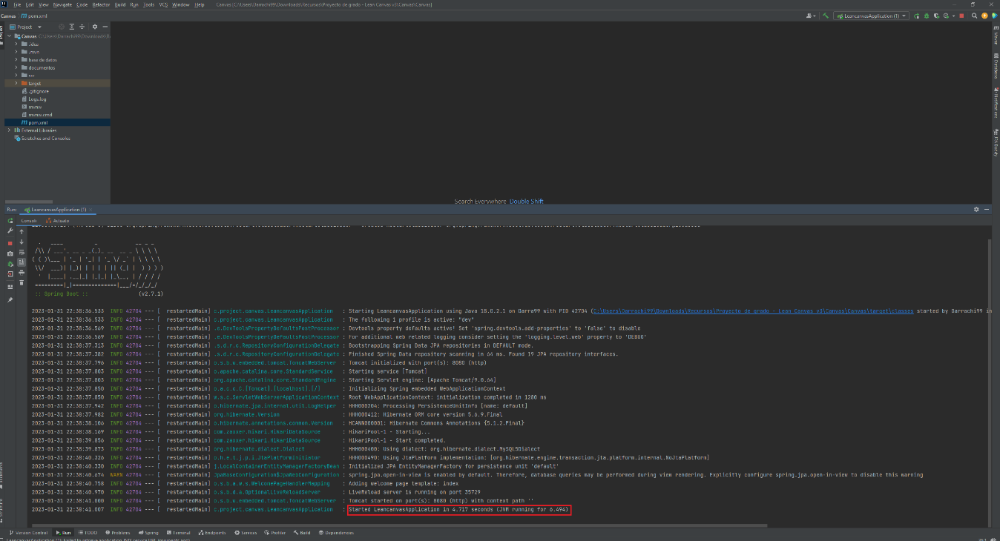 File Edit View Navigate Code Refactor Build Run Tools VCS Window Help Canvas [C:\Users\Darrachi99\Downloads\Recursos\Proyecto de grado - Lean Canvas v3\Canvas\Canvas]
Canvas pom.xml
LeancanvasApplication (1)
Project
Canvas C:\Users\Darrachi99\Downloads\Re
.idea
.mvn
base de datos
documentos
src
target
.gitignore
Logs.log
mvnw
mvnw.cmd
pom.xml
External Libraries
Scratches and Consoles
Project
Maven
Database
Notifications
Search Everywhere Double Shift
Run: LeancanvasApplication (1)
Console Actuator
:: Spring Boot :: (v2.7.1)
2023-01-31 22:38:36.533 INFO 42704 --- [ restartedMain] c.project.canvas.LeancanvasApplication : Starting LeancanvasApplication using Java 18.0.2.1 on Darra99 with PID 42704 (C:\Users\Darrachi99\Downloads\Recursos\Proyecto de grado - Lean Canvas v3\Canvas\Canvas\target\classes started by Darrachi99 in
2023-01-31 22:38:36.533 INFO 42704 --- [ restartedMain] c.project.canvas.LeancanvasApplication : The following 1 profile is active: "dev"
2023-01-31 22:38:36.569 INFO 42704 --- [ restartedMain] .e.DevToolsPropertyDefaultsPostProcessor : Devtools property defaults active! Set 'spring.devtools.add-properties' to 'false' to disable
2023-01-31 22:38:36.569 INFO 42704 --- [ restartedMain] .e.DevToolsPropertyDefaultsPostProcessor : For additional web related logging consider setting the 'logging.level.web' property to 'DEBUG'
2023-01-31 22:38:37.313 INFO 42704 --- [ restartedMain] .s.d.r.c.RepositoryConfigurationDelegate : Bootstrapping Spring Data JPA repositories in DEFAULT mode.
2023-01-31 22:38:37.382 INFO 42704 --- [ restartedMain] .s.d.r.c.RepositoryConfigurationDelegate : Finished Spring Data repository scanning in 64 ms. Found 19 JPA repository interfaces.
2023-01-31 22:38:37.796 INFO 42704 --- [ restartedMain] o.s.b.w.embedded.tomcat.TomcatWebServer : Tomcat initialized with port(s): 8080 (http)
2023-01-31 22:38:37.803 INFO 42704 --- [ restartedMain] o.apache.catalina.core.StandardService : Starting service [Tomcat]
2023-01-31 22:38:37.803 INFO 42704 --- [ restartedMain] org.apache.catalina.core.StandardEngine : Starting Servlet engine: [Apache Tomcat/9.0.64]
2023-01-31 22:38:37.850 INFO 42704 --- [ restartedMain] o.a.c.c.C.[Tomcat].[localhost].[/] : Initializing Spring embedded WebApplicationContext
2023-01-31 22:38:37.850 INFO 42704 --- [ restartedMain] w.s.c.ServletWebServerApplicationContext : Root WebApplicationContext: initialization completed in 1280 ms
2023-01-31 22:38:37.942 INFO 42704 --- [ restartedMain] o.hibernate.jpa.internal.util.LogHelper : HHH000204: Processing PersistenceUnitInfo [name: default]
2023-01-31 22:38:37.982 INFO 42704 --- [ restartedMain] org.hibernate.Version : HHH000412: Hibernate ORM core version 5.6.9.Final
2023-01-31 22:38:38.106 INFO 42704 --- [ restartedMain] o.hibernate.annotations.common.Version : HCANN000001: Hibernate Commons Annotations {5.1.2.Final}
2023-01-31 22:38:38.169 INFO 42704 --- [ restartedMain] com.zaxxer.hikari.HikariDataSource : HikariPool-1 - Starting...
2023-01-31 22:38:39.856 INFO 42704 --- [ restartedMain] com.zaxxer.hikari.HikariDataSource : HikariPool-1 - Start completed.
2023-01-31 22:38:39.873 INFO 42704 --- [ restartedMain] org.hibernate.dialect.Dialect : HHH000400: Using dialect: org.hibernate.dialect.MySQL5Dialect
2023-01-31 22:38:40.326 INFO 42704 --- [ restartedMain] o.h.e.t.j.p.i.JtaPlatformInitiator : HHH000490: Using JtaPlatform implementation: [org.hibernate.engine.transaction.jta.platform.internal.NoJtaPlatform]
2023-01-31 22:38:40.330 INFO 42704 --- [ restartedMain] j.LocalContainerEntityManagerFactoryBean : Initialized JPA EntityManagerFactory for persistence unit 'default'
2023-01-31 22:38:40.674 WARN 42704 --- [ restartedMain] JpaBaseConfiguration$JpaWebConfiguration : spring.jpa.open-in-view is enabled by default. Therefore, database queries may be performed during view rendering. Explicitly configure spring.jpa.open-in-view to disable this warning
2023-01-31 22:38:40.758 INFO 42704 --- [ restartedMain] o.s.b.a.w.s.WelcomePageHandlerMapping : Adding welcome page template: index
2023-01-31 22:38:40.970 INFO 42704 --- [ restartedMain] o.s.b.d.a.OptionalLiveReloadServer : LiveReload server is running on port 35729
2023-01-31 22:38:41.000 INFO 42704 --- [ restartedMain] o.s.b.w.embedded.tomcat.TomcatWebServer : Tomcat started on port(s): 8080 (http) with context path ''
2023-01-31 22:38:41.007 INFO 42704 --- [ restartedMain] c.project.canvas.LeancanvasApplication : Started LeancanvasApplication in 4.717 seconds (JVM running for 6.494)
Version Control Run TODO Problems Spring Terminal Endpoints Services Profiler Build Dependencies
LeancanvasApplication (1): Failed to retrieve application JMX service URL (moments ago)